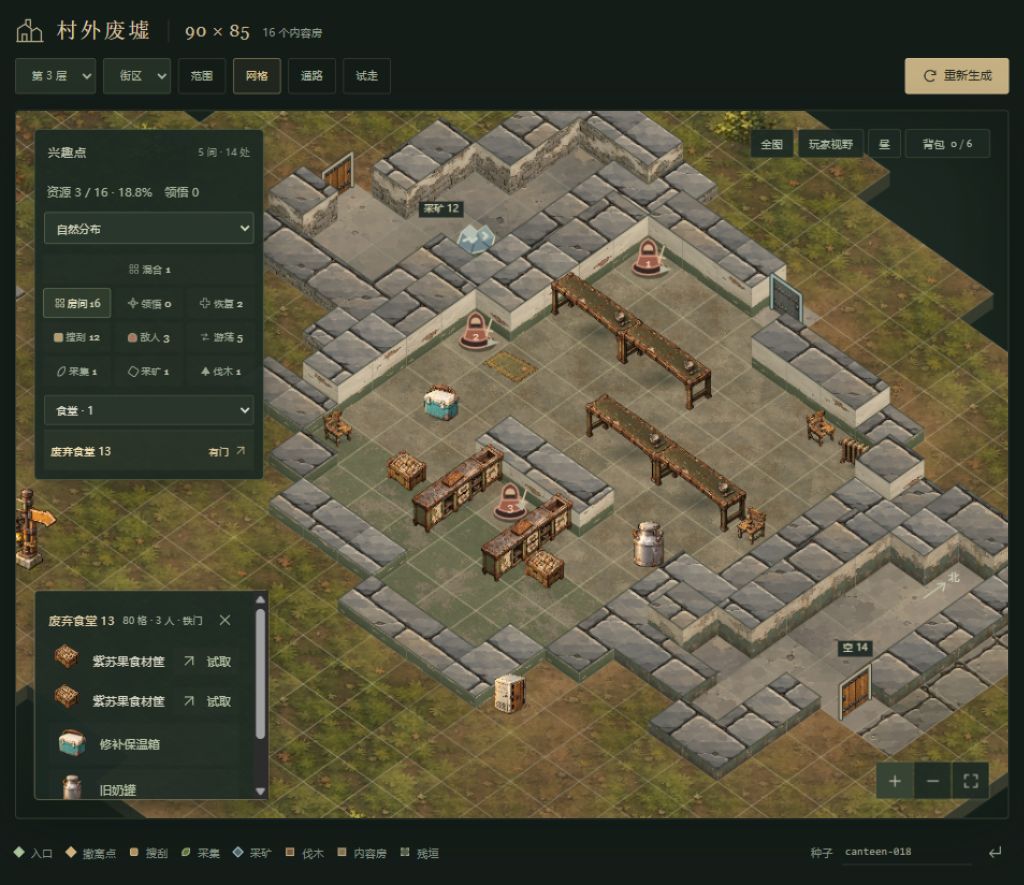 村外废墟 90 × 85 16 个内容房
第 3 层 街区 范围 网格 通路 试走 重新生成
兴趣点 5 间 · 14 处
资源 3 / 16 · 18.8% 领悟 0
自然分布
混合 1
房间 16 领悟 0 恢复 2
搜刮 12 敌人 3 游荡 5
采集 1 采矿 1 伐木 1
食堂 · 1
废弃食堂 13 有门
全图 玩家视野 昼 背包 0 / 6
采矿 12
1
2
3
北
空 14
废弃食堂 13 80 格 · 3 人 · 铁门
紫苏果食材筐 试取
紫苏果食材筐 试取
修补保温箱
旧奶罐
入口 撤离点 搜刮 采集 采矿 伐木 内容房 残垣 种子 canteen-018